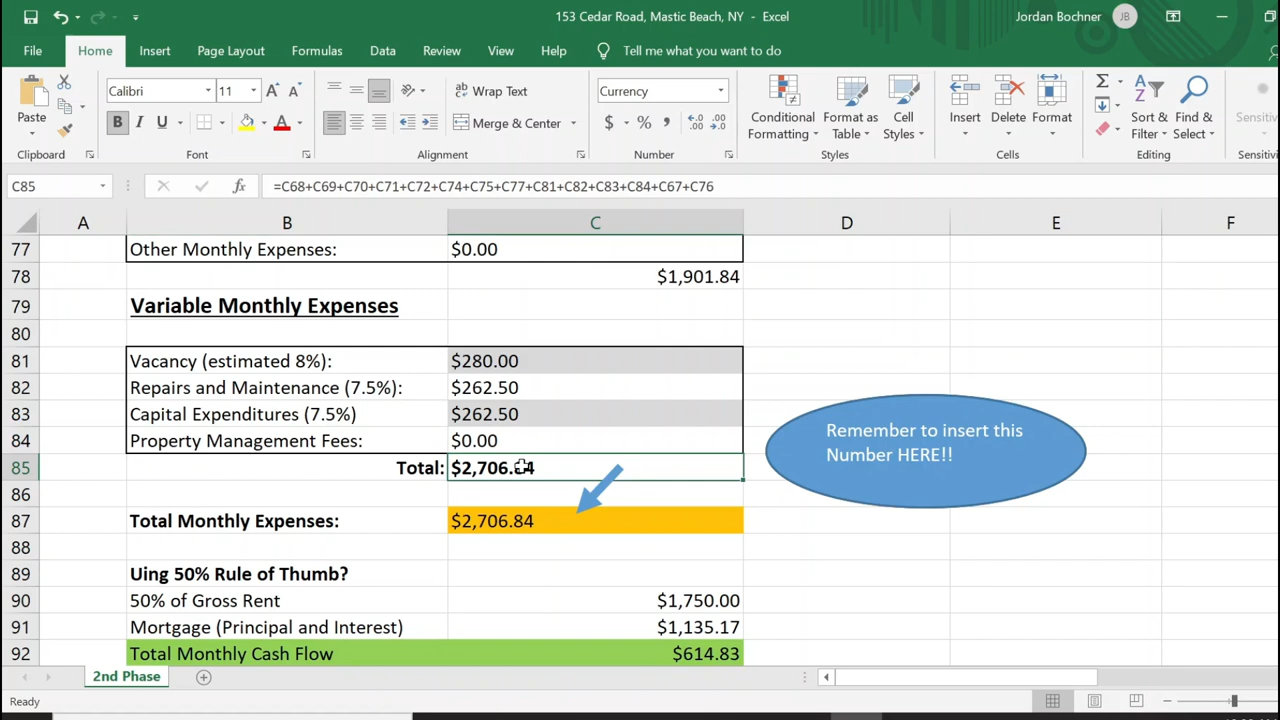 153 Cedar Road, Mastic Beach, NY - Excel
Jordan Bochner JB
File Home Insert Page Layout Formulas Data Review View Help Tell me what you want to do
Calibri 11 Wrap Text Currency
Paste B I U Merge & Center $ % , Conditional Formatting Format as Table Cell Styles Insert Delete Format Sort & Filter Find & Select
Clipboard Font Alignment Number Styles Cells Editing
C85 fx =C68+C69+C70+C71+C72+C74+C75+C77+C81+C82+C83+C84+C67+C76
A B C D E F
77 Other Monthly Expenses: $0.00
78 $1,901.84
79 Variable Monthly Expenses
80
81 Vacancy (estimated 8%): $280.00
82 Repairs and Maintenance (7.5%): $262.50
83 Capital Expenditures (7.5%) $262.50
84 Property Management Fees: $0.00
85 Total: $2,706.84
Remember to insert this
Number HERE!!
86
87 Total Monthly Expenses: $2,706.84
88
89 Uing 50% Rule of Thumb?
90 50% of Gross Rent $1,750.00
91 Mortgage (Principal and Interest) $1,135.17
92 Total Monthly Cash Flow $614.83
2nd Phase
Ready